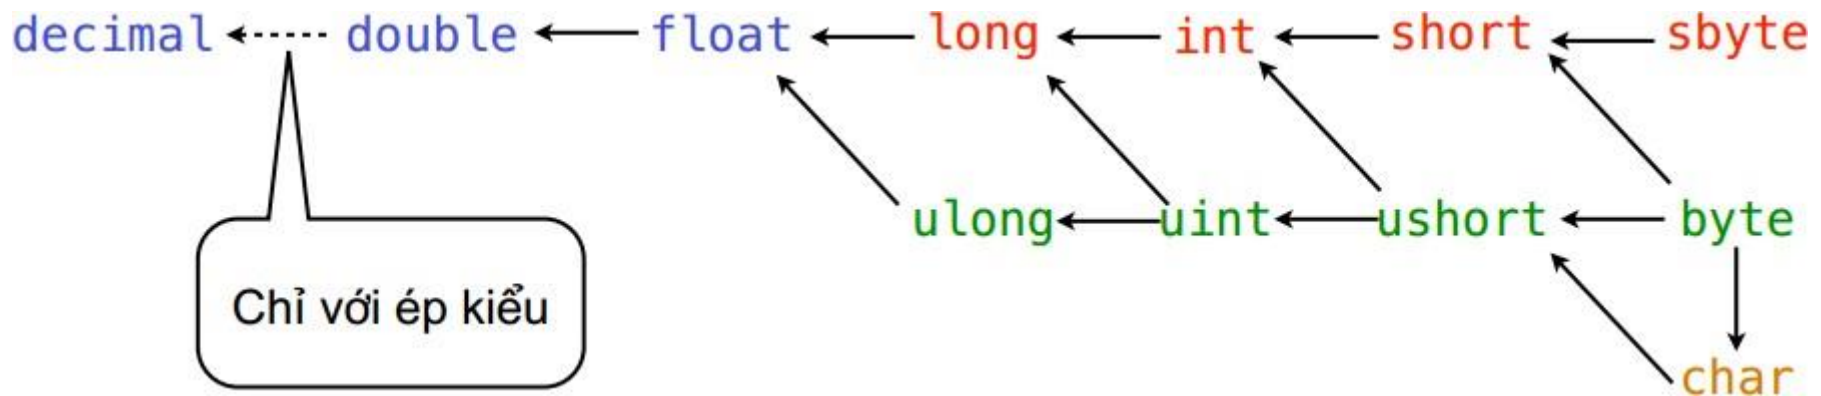 decimal double float long int short sbyte
ulong uint ushort byte
Chỉ với ép kiểu
char